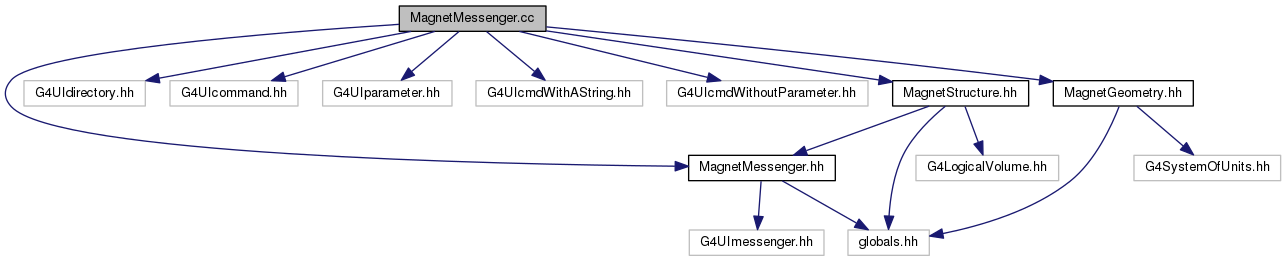 MagnetMessenger.cc
G4UIdirectory.hh
G4UIcommand.hh
G4UIparameter.hh
G4UIcmdWithAString.hh
G4UIcmdWithoutParameter.hh
MagnetStructure.hh
MagnetGeometry.hh
MagnetMessenger.hh
G4LogicalVolume.hh
G4SystemOfUnits.hh
G4UImessenger.hh
globals.hh